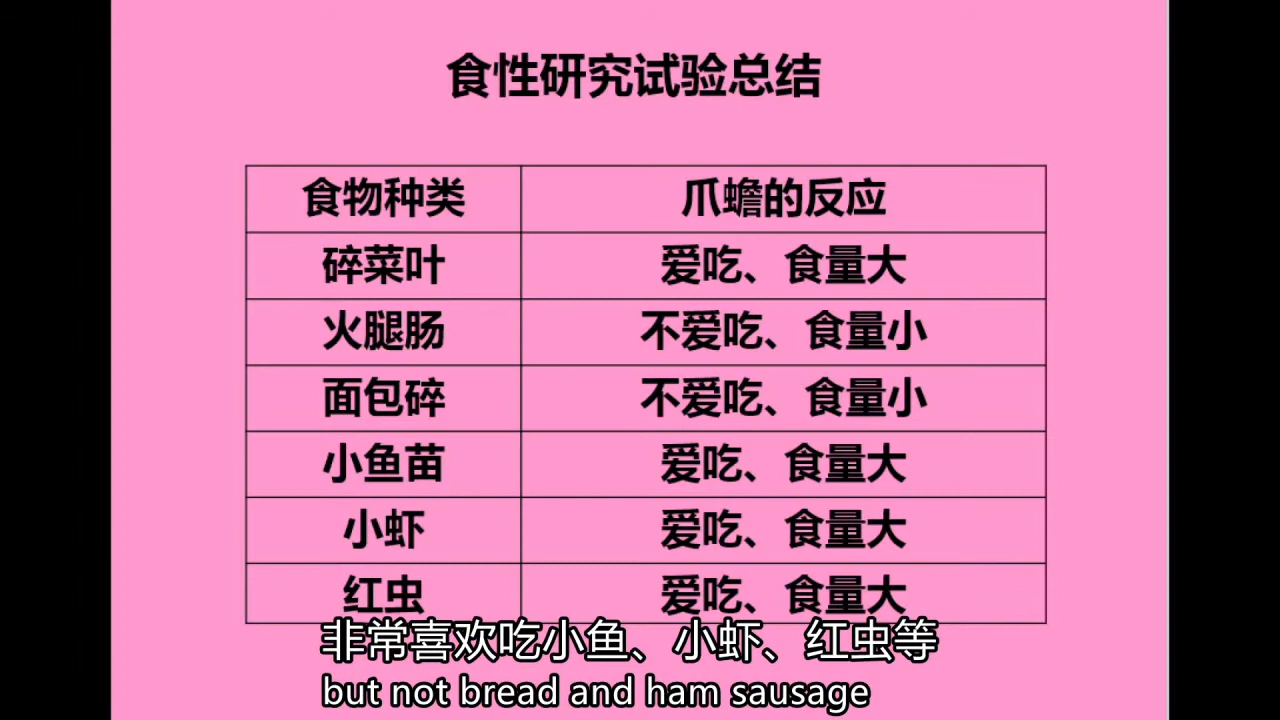 食性研究试验总结
食物种类 爪蟾的反应
碎菜叶 爱吃、食量大
火腿肠 不爱吃、食量小
面包碎 不爱吃、食量小
小鱼苗 爱吃、食量大
小虾 爱吃、食量大
红虫 爱吃、食量大
非常喜欢吃小鱼、小虾、红虫等
but not bread and ham sausage